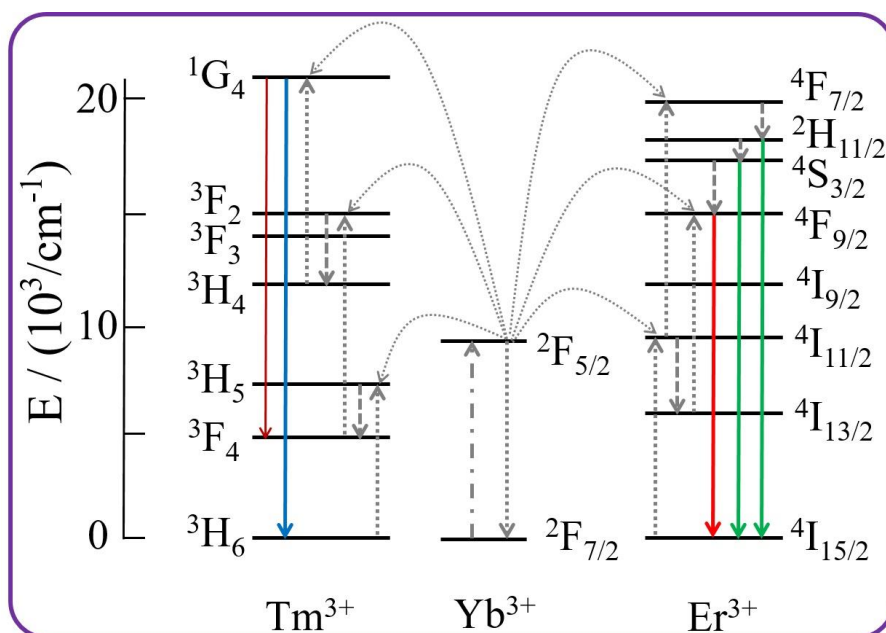 E / (10³/cm⁻¹)
20
10
0
¹G₄
³F₂
³F₃
³H₄
³H₅
³F₄
³H₆
²F₅/₂
²F₇/₂
⁴F₇/₂
²H₁₁/₂
⁴S₃/₂
⁴F₉/₂
⁴I₉/₂
⁴I₁₁/₂
⁴I₁₃/₂
⁴I₁₅/₂
Tm³⁺ Yb³⁺ Er³⁺